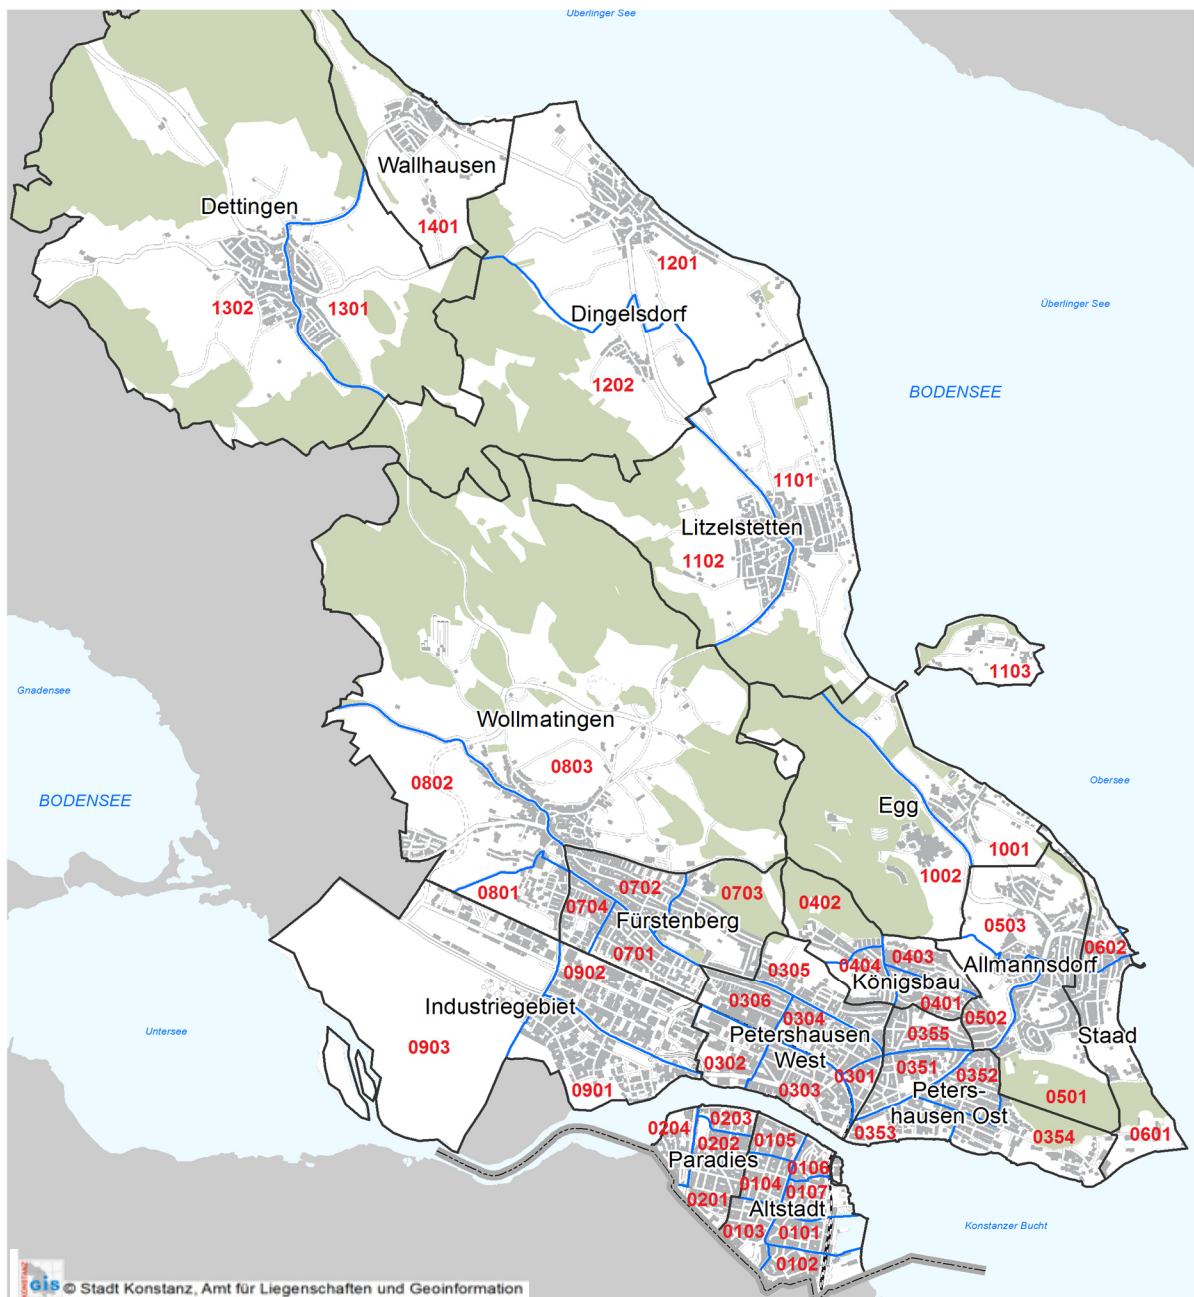 Überlinger See
Wallhausen
Dettingen
1401
1201
1302
1301
Überlinger See
Dingelsdorf
1202
BODENSEE
1101
Litzelstetten
1102
1103
Gnadensee
Wollmatingen
0803
0802
Obersee
BODENSEE
Egg
1001
1002
0801
0702
0703
0402
0704
Fürstenberg
0503
0701
0403
0602
0902
0305
0404
Allmannsdorf
Königsbau
0306
0401
Industriegebiet
0304
0502
Untersee
Petershausen
West
0355
Staad
0903
0302
0351
0352
0301
0901
0303
Peters-
hausen Ost
0501
0353
0354
0601
0204
0203
0202
0105
Paradies
0106
0104
0107
0201
Altstadt
0103
0101
Konstanzer Bucht
0102
KONSTANZ
GIS
© Stadt Konstanz, Amt für Liegenschaften und Geoinformation